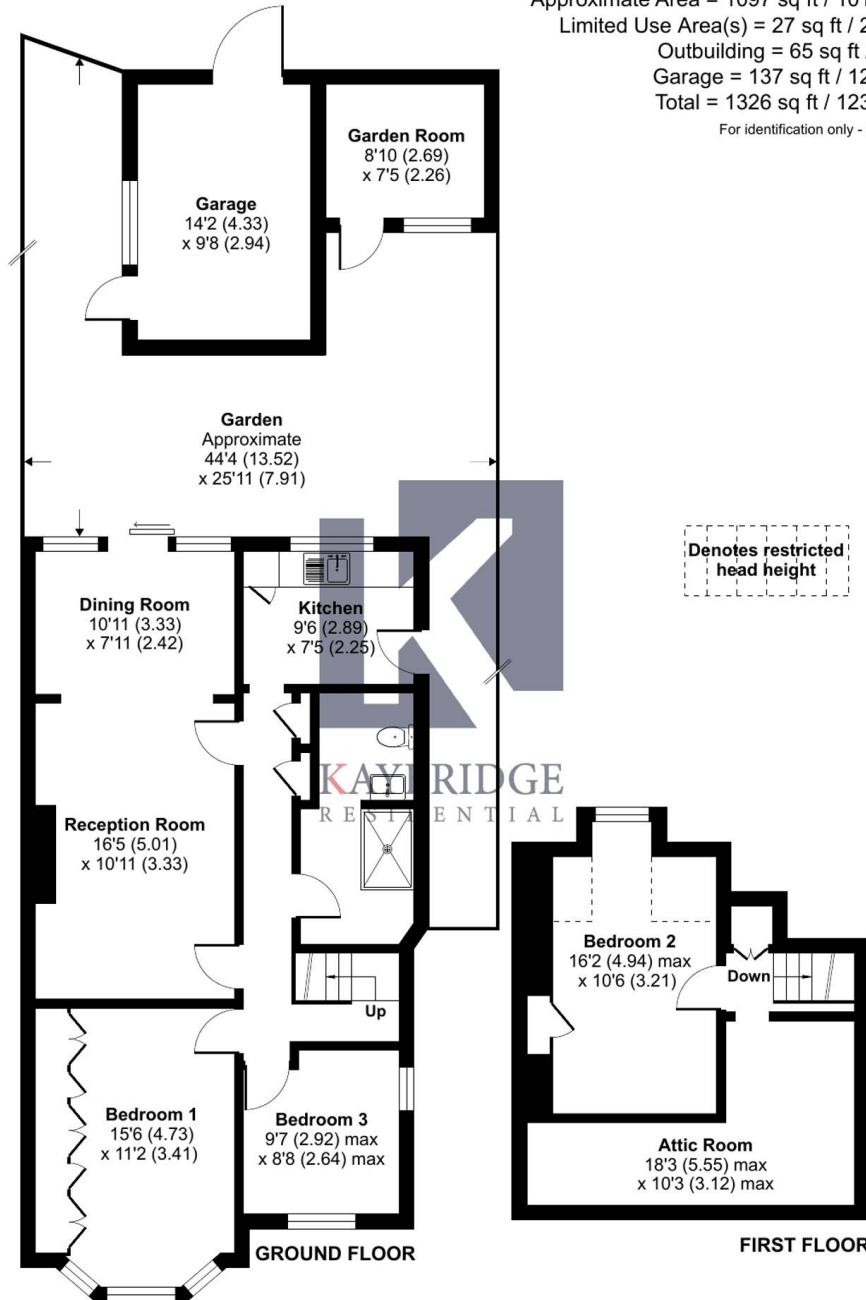 Approximate Area = 1097 sq ft / 101
Limited Use Area(s) = 27 sq ft / 2
Outbuilding = 65 sq ft /
Garage = 137 sq ft / 12
Total = 1326 sq ft / 123
For identification only -
Garden Room
8'10 (2.69)
x 7'5 (2.26)
Garage
14'2 (4.33)
x 9'8 (2.94)
Garden
Approximate
44'4 (13.52)
x 25'11 (7.91)
Denotes restricted
head height
Dining Room
10'11 (3.33)
x 7'11 (2.42)
Kitchen
9'6 (2.89)
x 7'5 (2.25)
KAYBRIDGE
RESIDENTIAL
Reception Room
16'5 (5.01)
x 10'11 (3.33)
Up
Bedroom 1
15'6 (4.73)
x 11'2 (3.41)
Bedroom 3
9'7 (2.92) max
x 8'8 (2.64) max
GROUND FLOOR
Bedroom 2
16'2 (4.94) max
x 10'6 (3.21)
Down
Attic Room
18'3 (5.55) max
x 10'3 (3.12) max
FIRST FLOOR